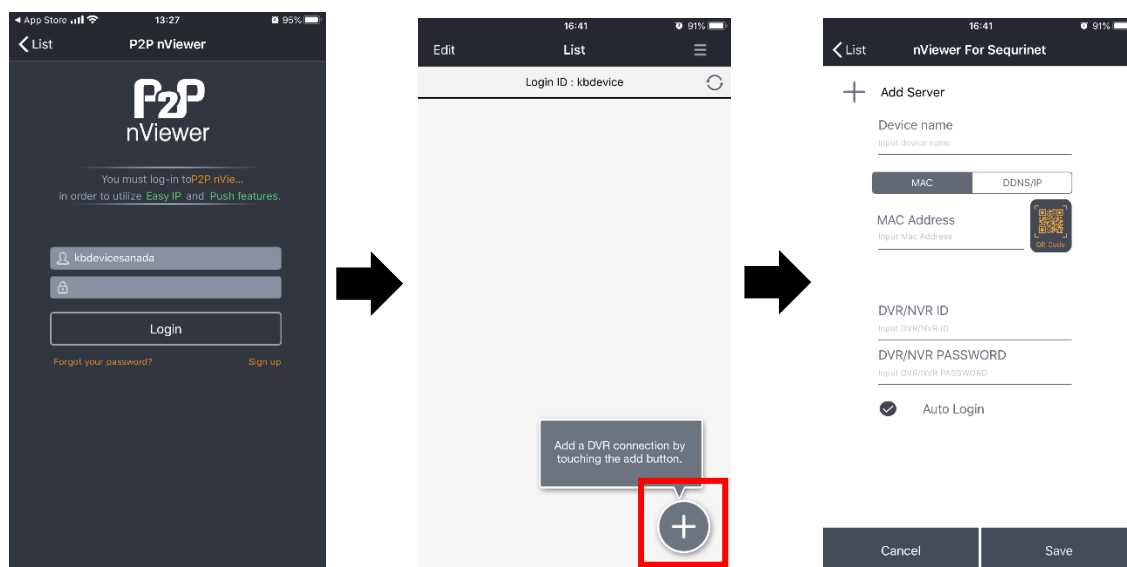 App Store 13:27 95%
List P2P nViewer
P2P
nViewer
You must log-in toP2P nVie...
in order to utilize Easy IP and Push features.
kbdevicesanada
Login
Forgot your password? Sign up
16:41 91%
Edit List
Login ID : kbdevice
Add a DVR connection by
touching the add button.
16:41 91%
List nViewer For Sequrinet
Add Server
Device name
Input device name
MAC DDNS/IP
MAC Address
Input Mac Address
QR Code
DVR/NVR ID
Input DVR/NVR ID
DVR/NVR PASSWORD
Input DVR/NVR PASSWORD
Auto Login
Cancel Save